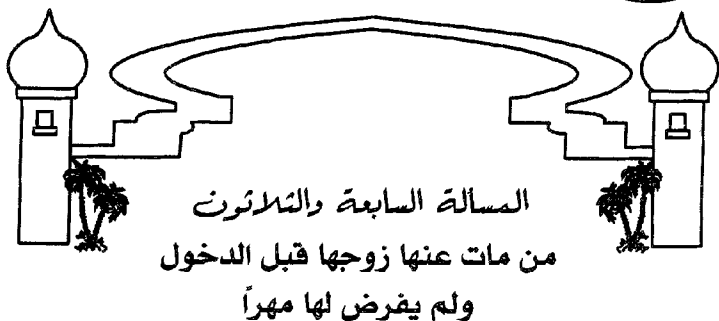 المسألة السابعة والثلاثون
من مات عنها زوجها قبل الدخول
ولم يفرض لها مهراً